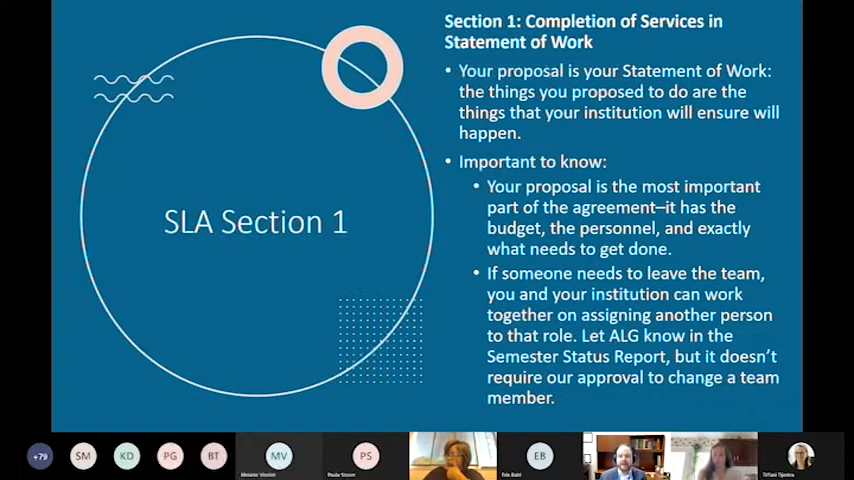 Section 1: Completion of Services in
Statement of Work
• Your proposal is your Statement of Work:
the things you proposed to do are the
things that your institution will ensure will
happen.
• Important to know:
• Your proposal is the most important
part of the agreement–it has the
budget, the personnel, and exactly
what needs to get done.
• If someone needs to leave the team,
you and your institution can work
together on assigning another person
to that role. Let ALG know in the
Semester Status Report, but it doesn't
require our approval to change a team
member.
SLA Section 1
+79
SM
KD
PG
BT
MV
PS
EB